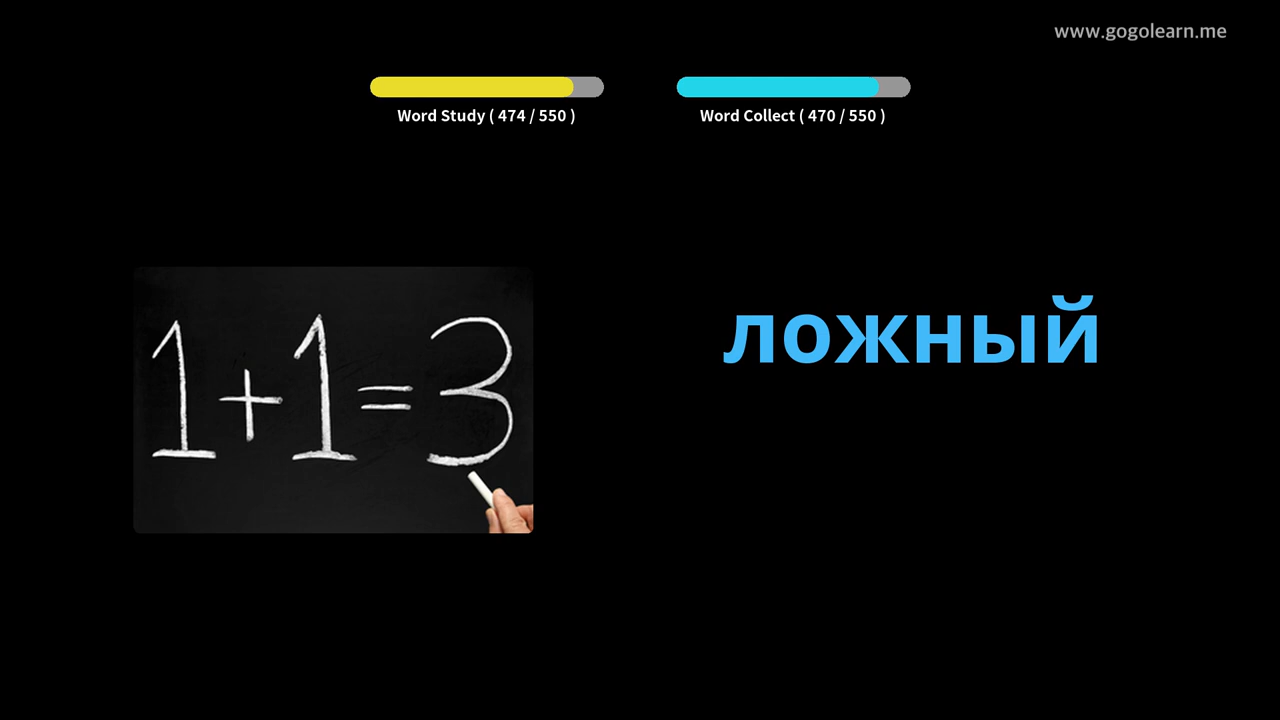 www.gogolearn.me
Word Study ( 474 / 550 )
Word Collect ( 470 / 550 )
ложный
1+1=3